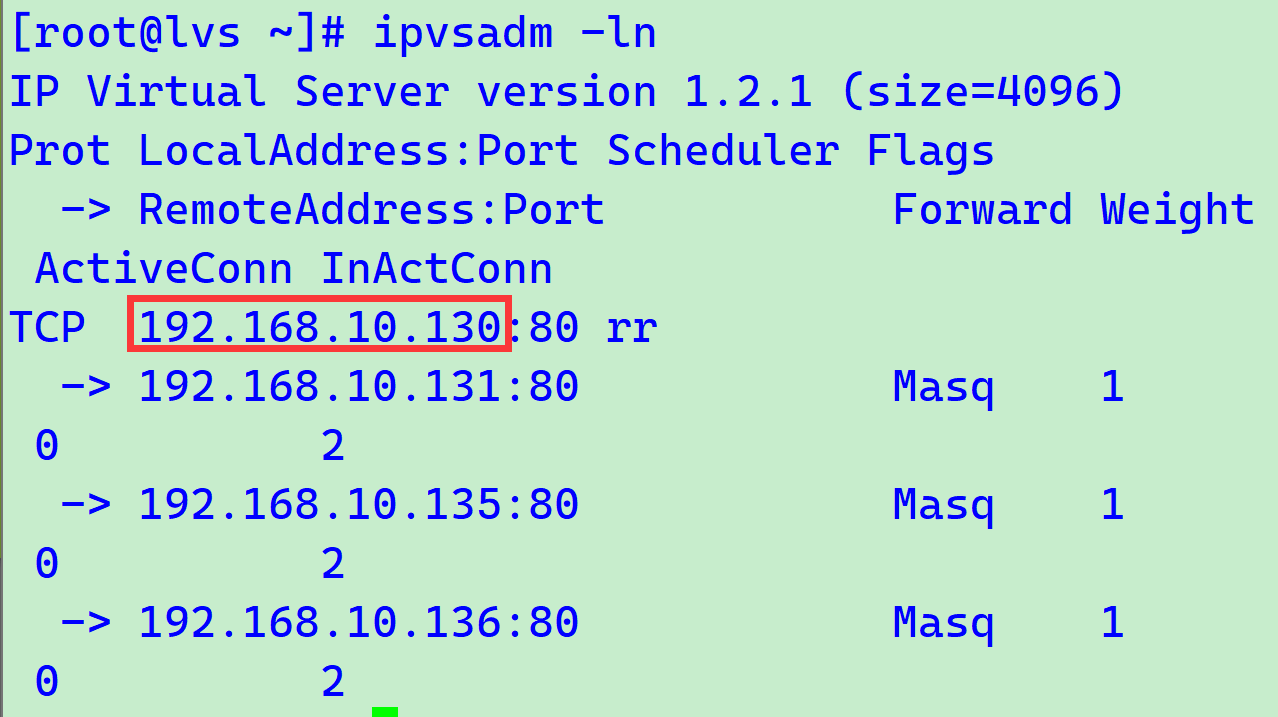 [root@lvs ~]# ipvsadm -ln
IP Virtual Server version 1.2.1 (size=4096)
Prot LocalAddress:Port Scheduler Flags
  -> RemoteAddress:Port           Forward Weight
 ActiveConn InActConn
TCP  192.168.10.130:80 rr
  -> 192.168.10.131:80            Masq    1
 0          2
  -> 192.168.10.135:80            Masq    1
 0          2
  -> 192.168.10.136:80            Masq    1
 0          2